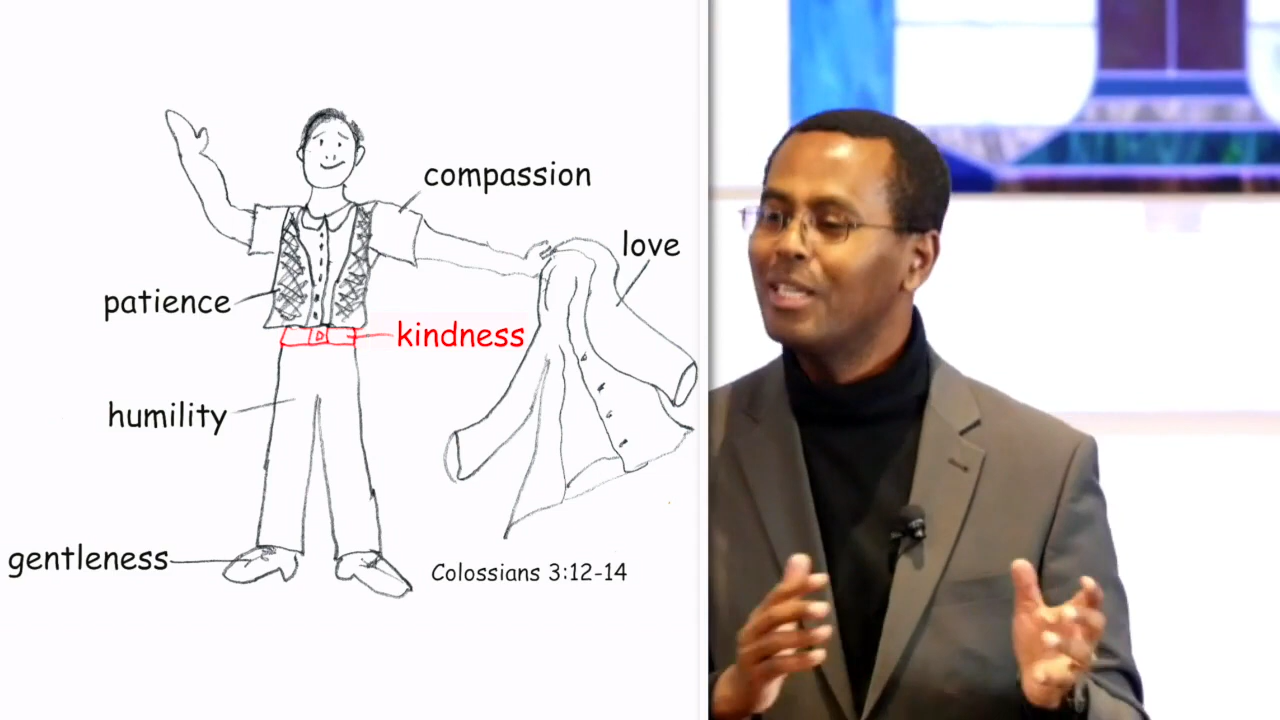 compassion
love
patience
kindness
humility
gentleness
Colossians 3:12-14